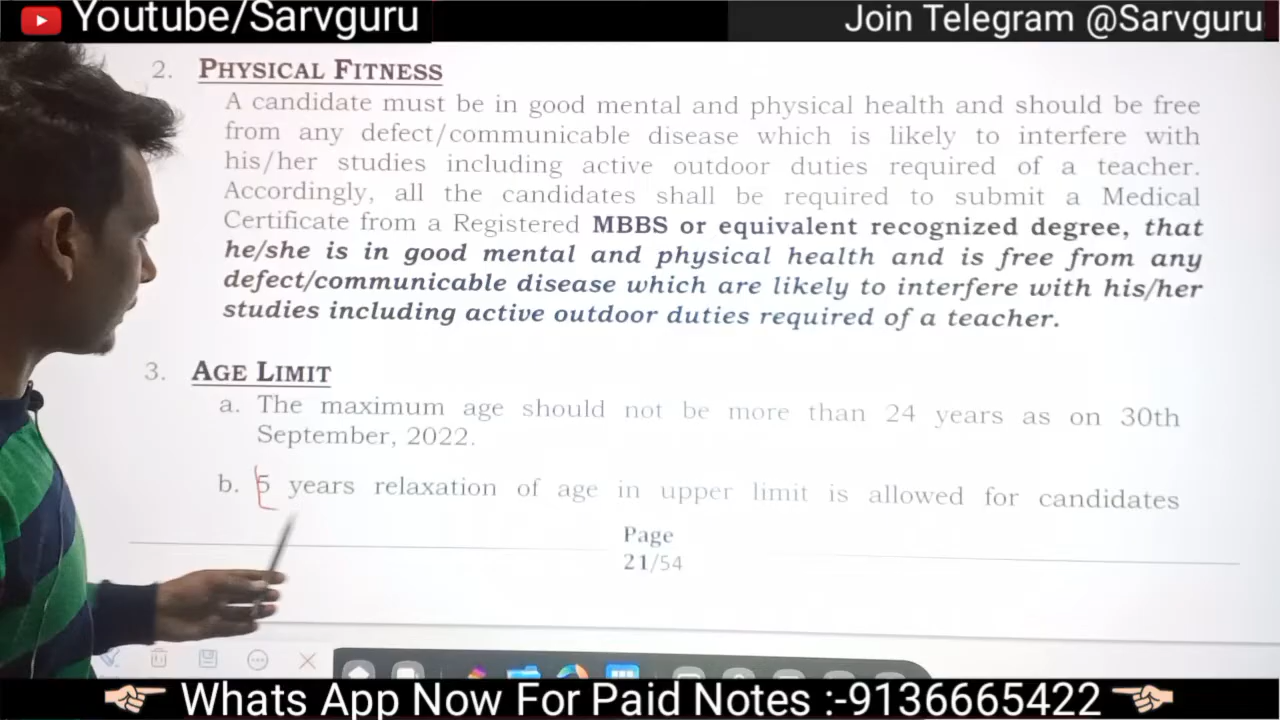 Youtube/Sarvguru
Join Telegram @Sarvguru
2. PHYSICAL FITNESS
A candidate must be in good mental and physical health and should be free
from any defect/communicable disease which is likely to interfere with
his/her studies including active outdoor duties required of a teacher.
Accordingly, all the candidates shall be required to submit a Medical
Certificate from a Registered MBBS or equivalent recognized degree, that
he/she is in good mental and physical health and is free from any
defect/communicable disease which are likely to interfere with his/her
studies including active outdoor duties required of a teacher.
3. AGE LIMIT
a. The maximum age should not be more than 24 years as on 30th
September, 2022.
b. 5 years relaxation of age in upper limit is allowed for candidates
Page
21/54
Whats App Now For Paid Notes :-9136665422